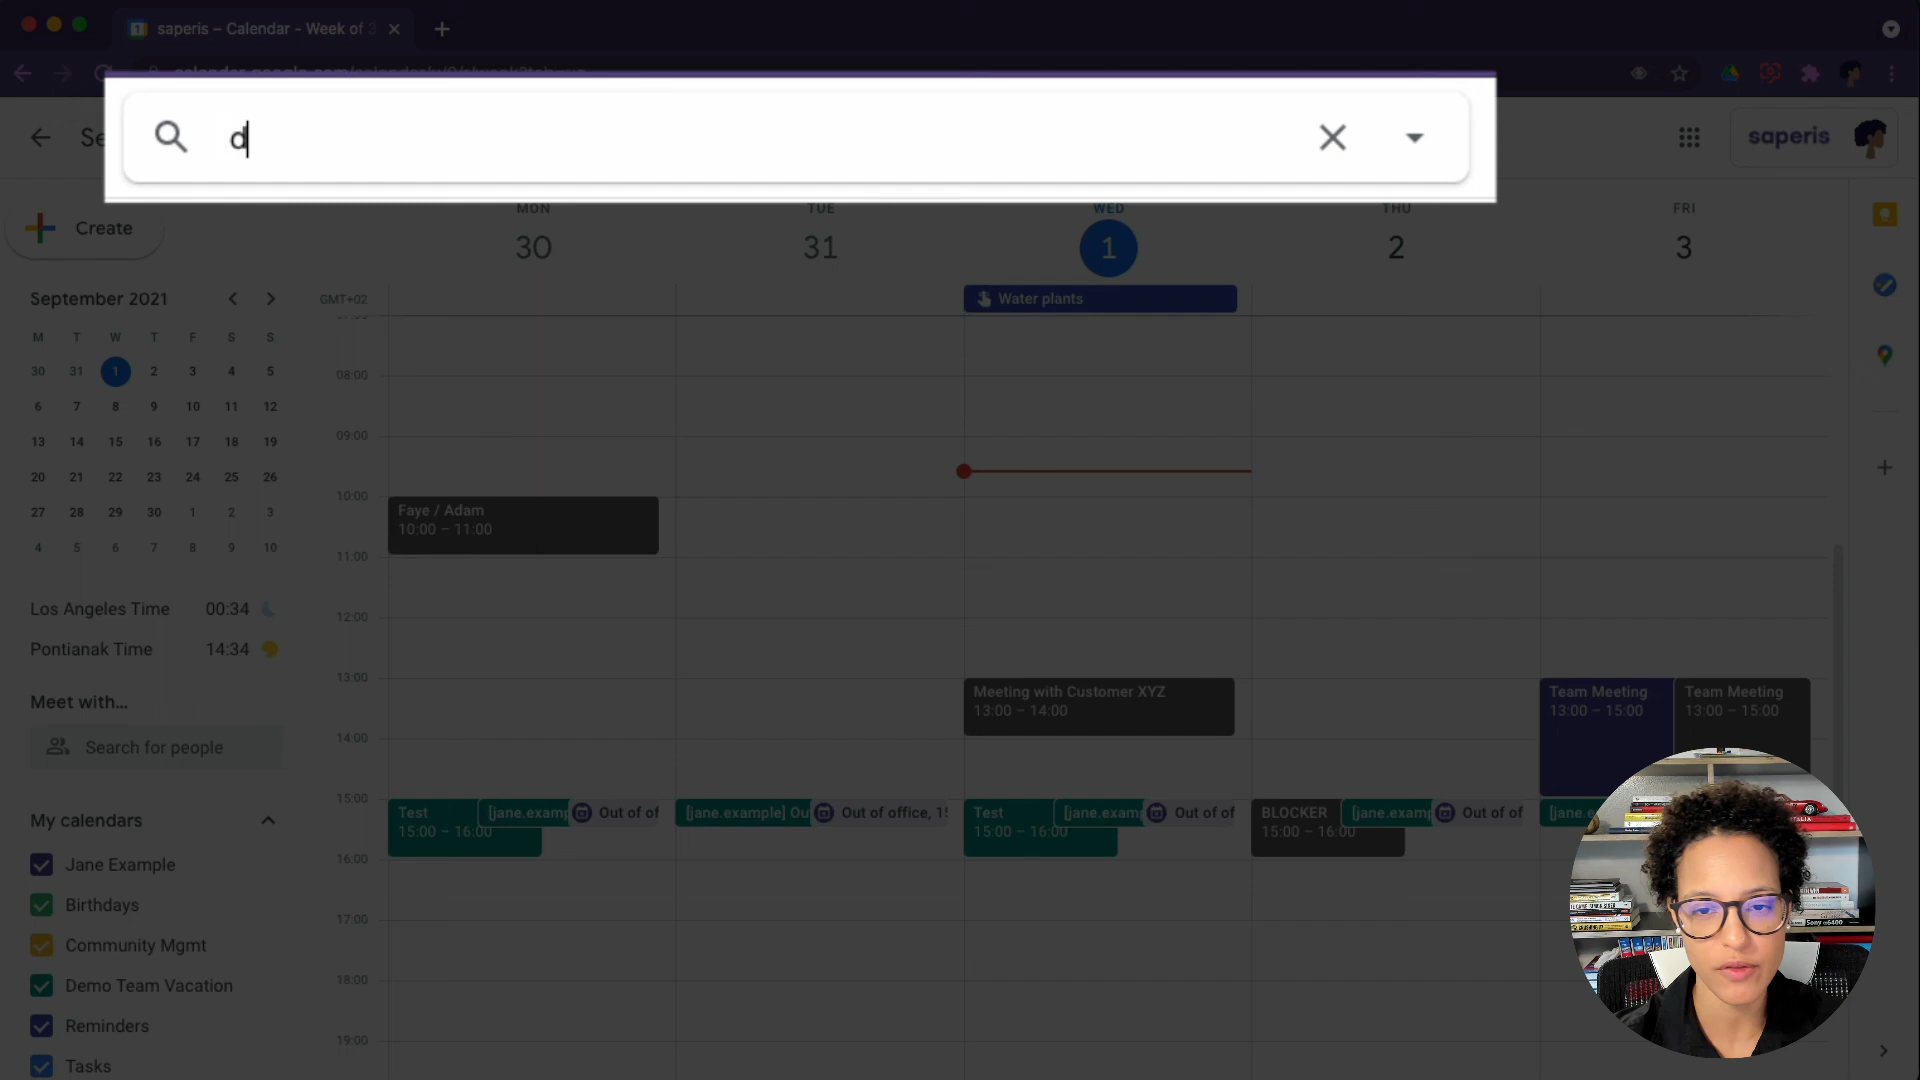 saperis – Calendar - Week of 3
d
Se
saperis
Create
MON
TUE
WED
THU
FRI
30
31
1
2
3
September 2021
GMT+02
Water plants
M T W T F S S
30 31 1 2 3 4 5
6 7 8 9 10 11 12
13 14 15 16 17 18 19
20 21 22 23 24 25 26
27 28 29 30 1 2 3
4 5 6 7 8 9 10
08:00
09:00
10:00
11:00
12:00
13:00
14:00
15:00
16:00
17:00
18:00
19:00
Faye / Adam
10:00 – 11:00
Los Angeles Time 00:34
Pontianak Time 14:34
Meet with...
Search for people
Meeting with Customer XYZ
13:00 – 14:00
Team Meeting
13:00 – 15:00
Team Meeting
13:00 – 15:00
Test
15:00 – 16:00
[jane.examp
Out of of
[jane.example] Ou
Out of office, 15
Test
15:00 – 16:00
[jane.exam
Out of of
BLOCKER
15:00 – 16:00
[jane.examp
Out of of
[jane.e
My calendars
Jane Example
Birthdays
Community Mgmt
Demo Team Vacation
Reminders
Tasks
Sony α6400